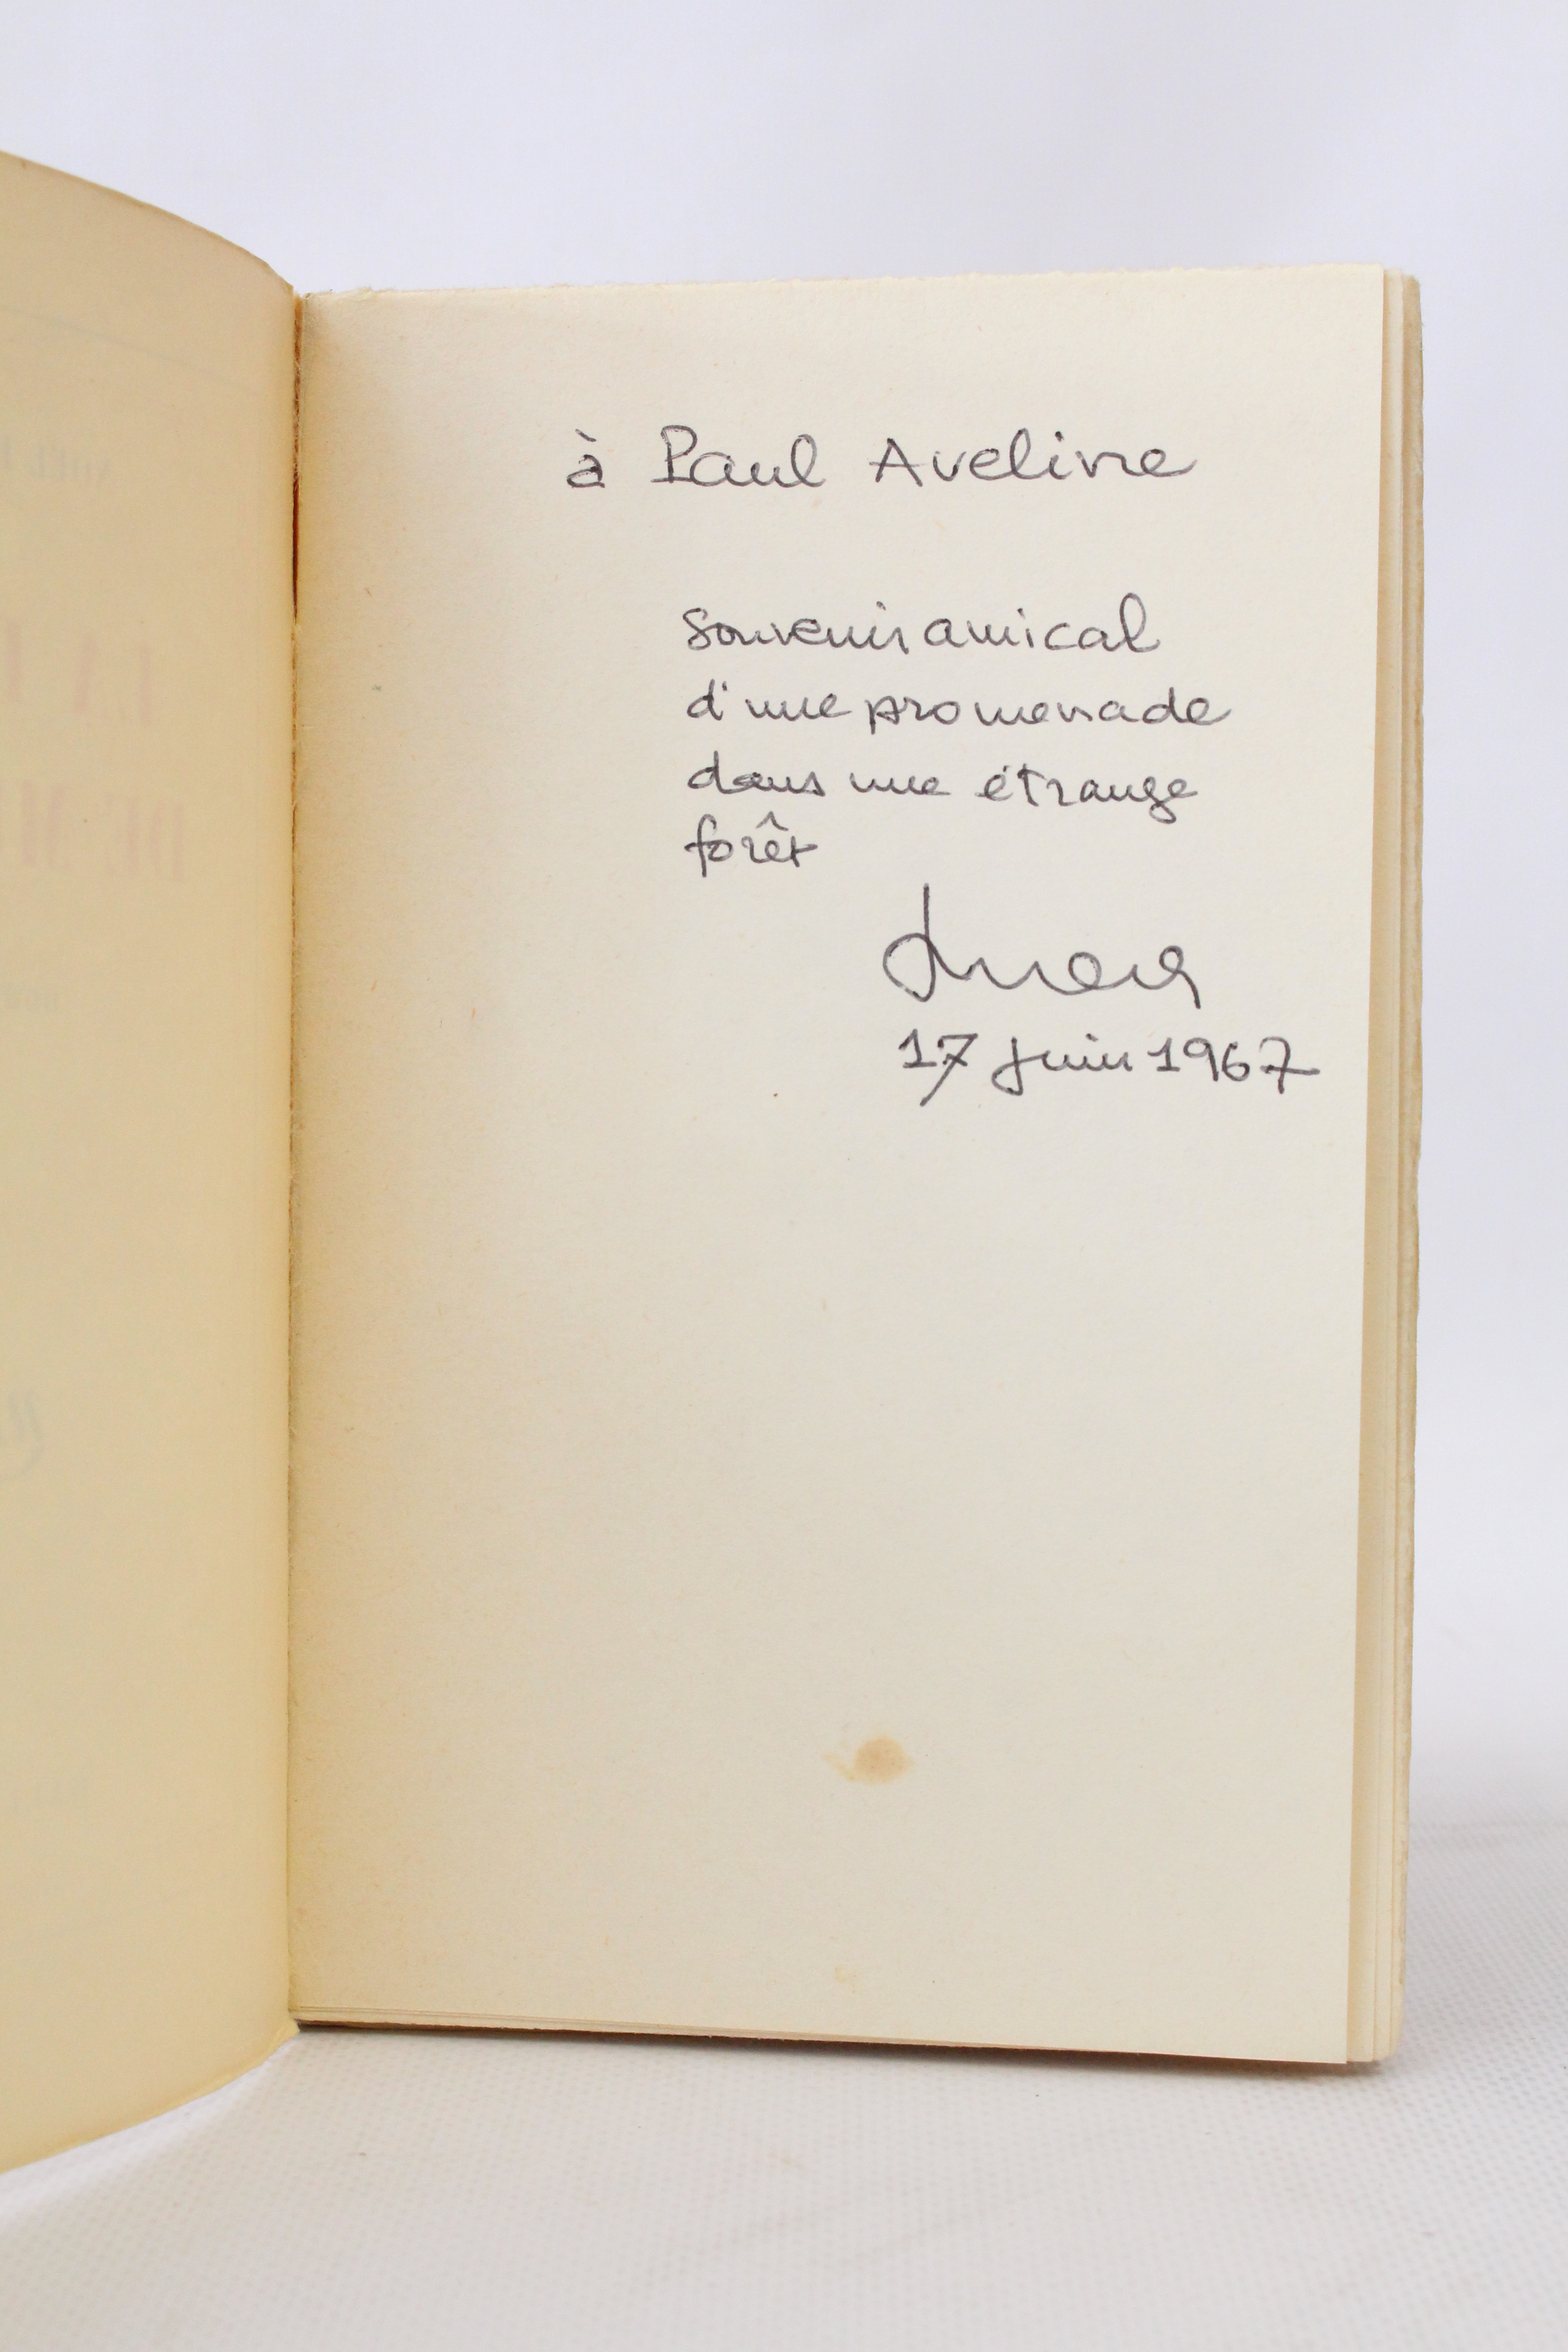 à Paul Aveline
souvenir amical
d'une promenade
dans une étrange
forêt
17 juin 1967